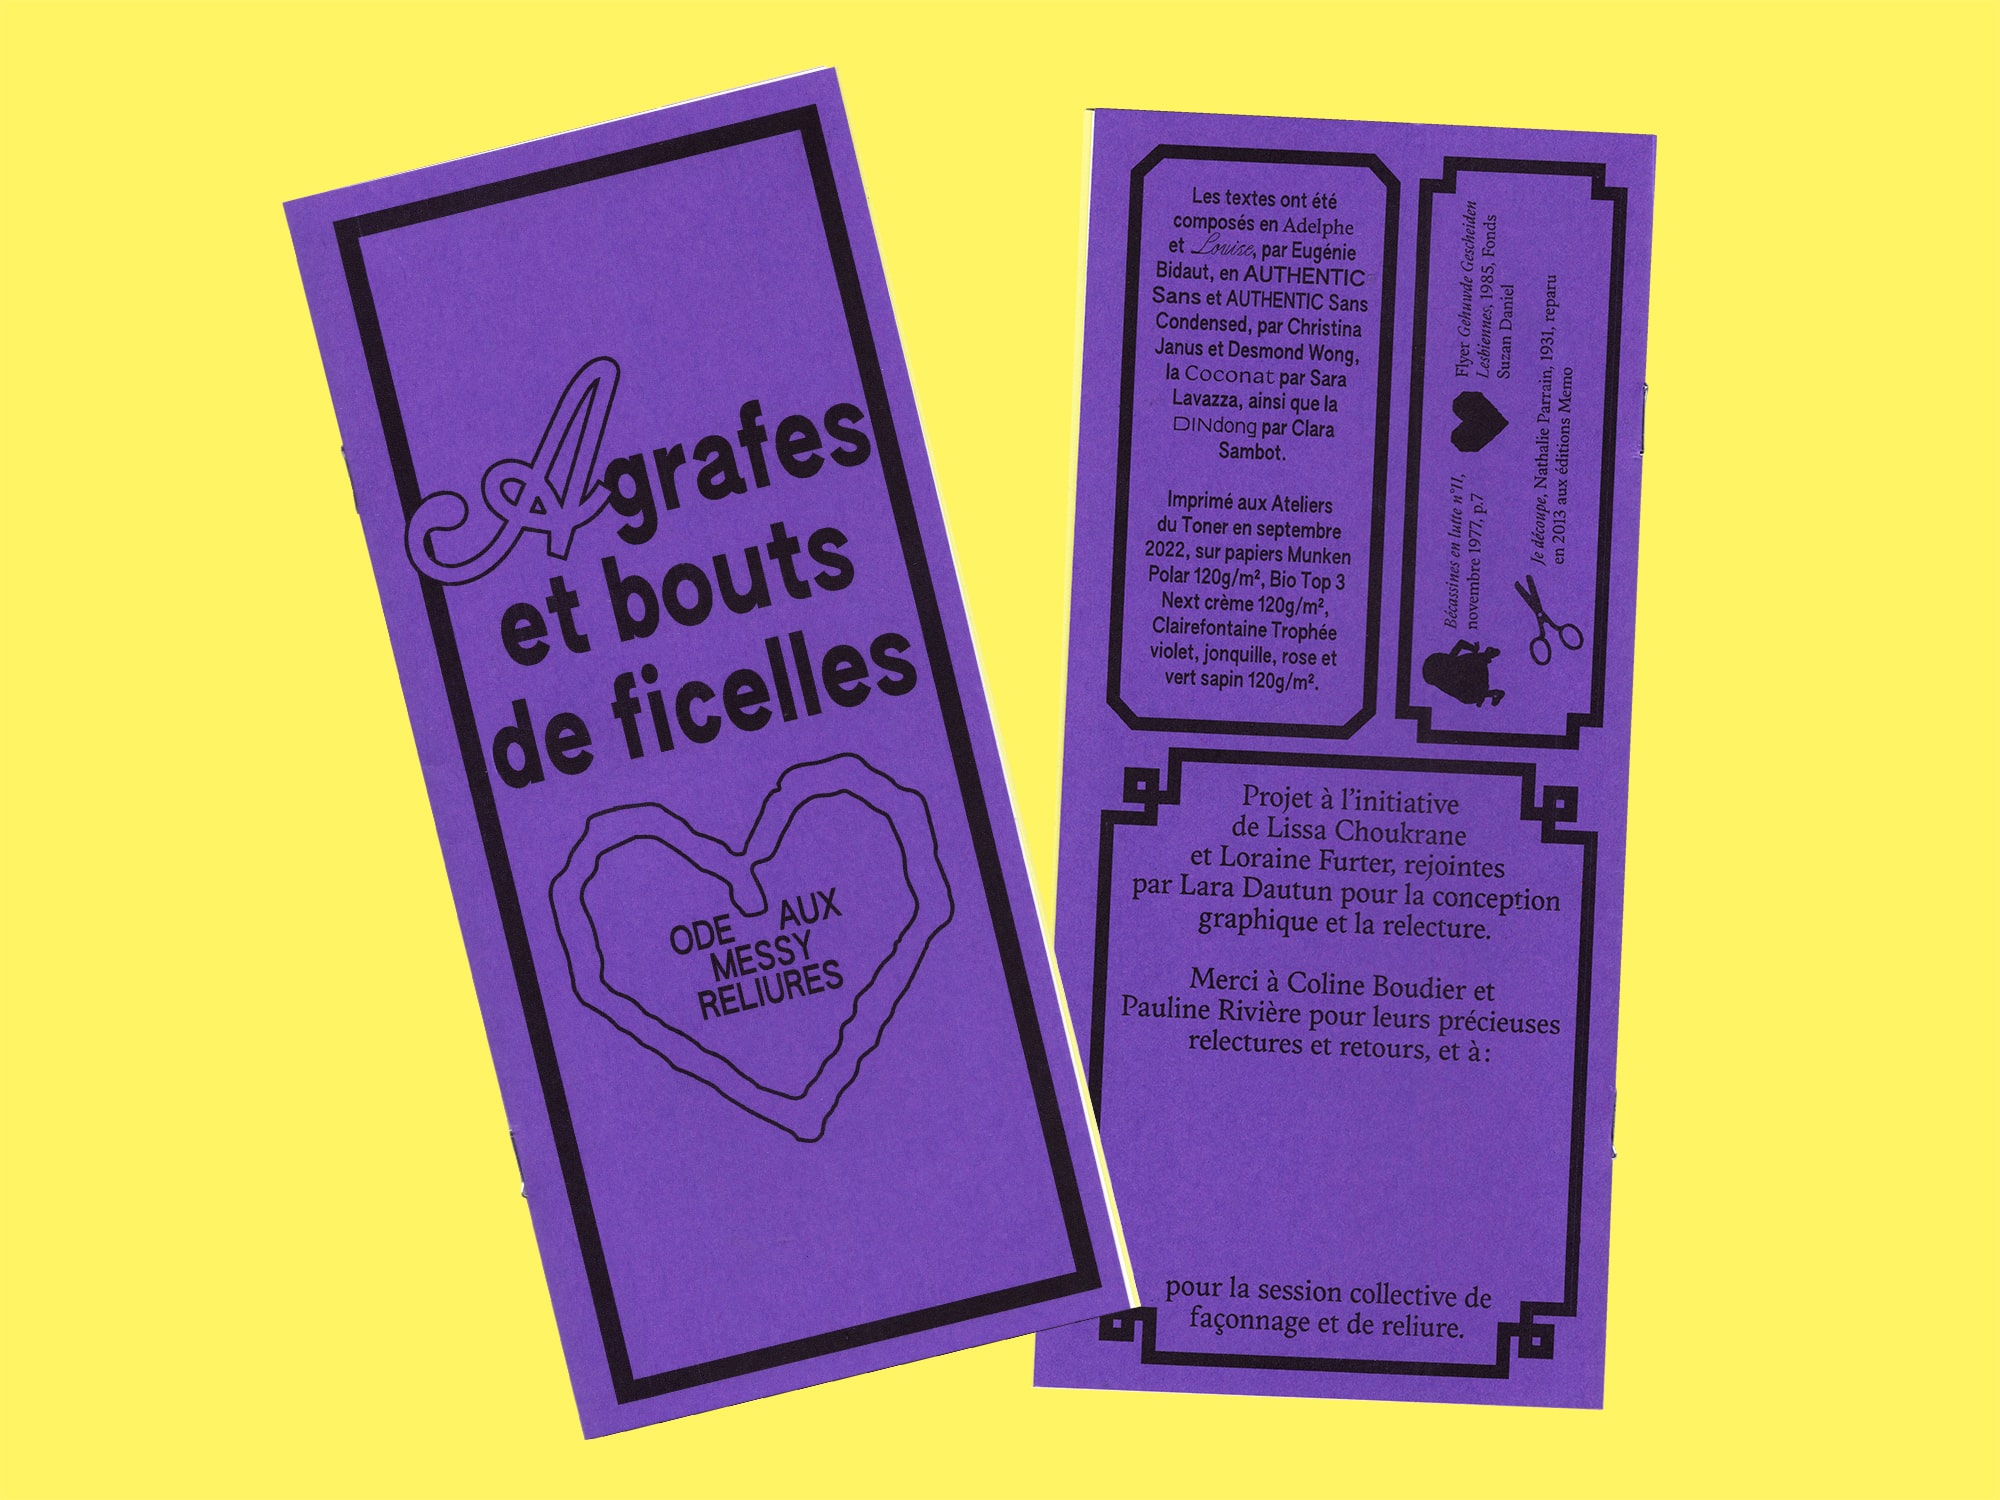 Agrafes
et bouts
de ficelles
ODE AUX
MESSY
RELIURES
Les textes ont été
composés en Adelphe
et Louise, par Eugénie
Bidaut, en AUTHENTIC
Sans et AUTHENTIC Sans
Condensed, par Christina
Janus et Desmond Wong,
la Coconat par Sara
Lavazza, ainsi que la
DINdong par Clara
Sambot.
Imprimé aux Ateliers
du Toner en septembre
2022, sur papiers Munken
Polar 120g/m², Bio Top 3
Next crème 120g/m²,
Clairefontaine Trophée
violet, jonquille, rose et
vert sapin 120g/m².
Bécassines en lutte n°II,
novembre 1977, p.7
Flyer Gehuwde Gescheiden
Lesbiennes, 1985, Fonds
Suzan Daniel
Je découpe, Nathalie Parrain, 1931, reparu
en 2013 aux éditions Memo
Projet à l'initiative
de Lissa Choukrane
et Loraine Furter, rejointes
par Lara Dautun pour la conception
graphique et la relecture.
Merci à Coline Boudier et
Pauline Rivière pour leurs précieuses
relectures et retours, et à :
pour la session collective de
façonnage et de reliure.